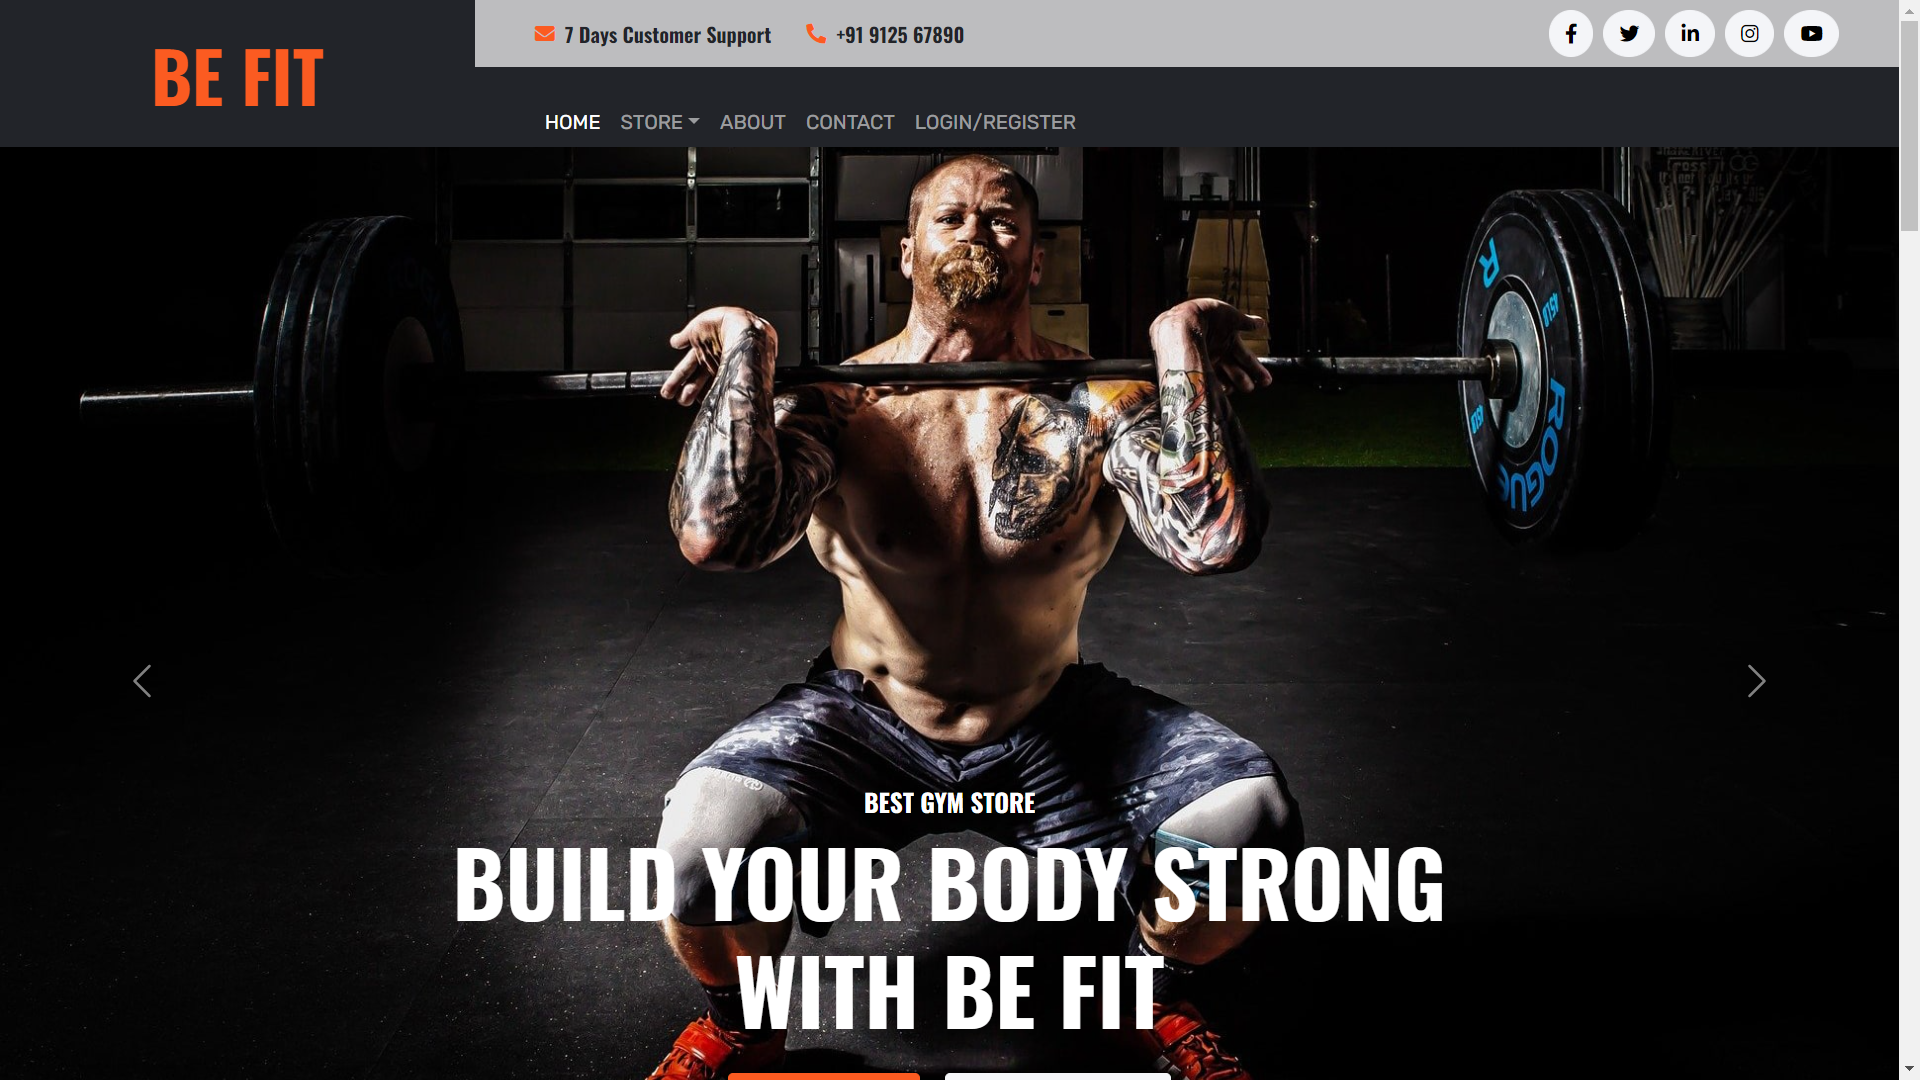 BE FIT
7 Days Customer Support +91 9125 67890
HOME STORE ABOUT CONTACT LOGIN/REGISTER
R
ROGUE
BEST GYM STORE
BUILD YOUR BODY STRONG
WITH BE FIT